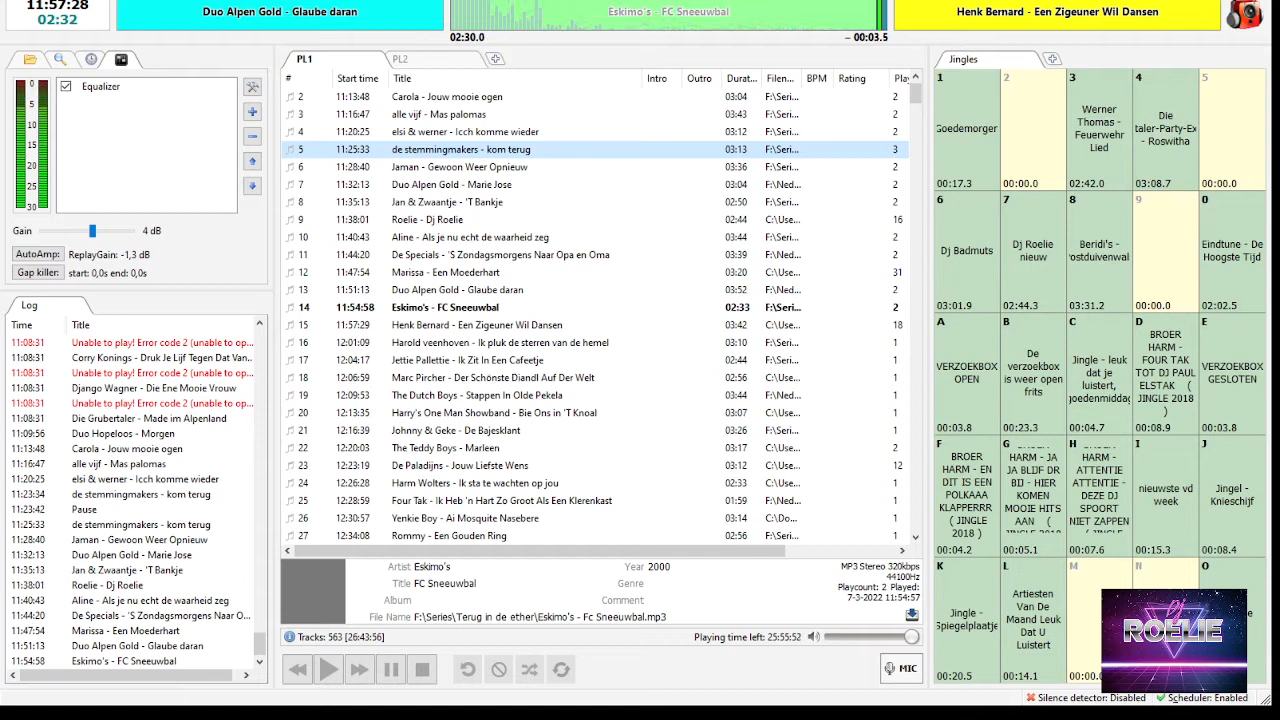 11:57:28
02:32
Duo Alpen Gold - Glaube daran
Eskimo's - FC Sneeuwbal
Henk Bernard - Een Zigeuner Wil Dansen
02:30.0
– 00:03.5
0
5
10
15
20
25
30
Equalizer
Gain
4 dB
AutoAmp:
ReplayGain: -1,3 dB
Gap killer:
start: 0,0s end: 0,0s
Log
Time Title
11:08:31 Unable to play! Error code 2 (unable to op...
11:08:31 Corry Konings - Druk Je Lijf Tegen Dat Van...
11:08:31 Unable to play! Error code 2 (unable to op...
11:08:31 Django Wagner - Die Ene Mooie Vrouw
11:08:31 Unable to play! Error code 2 (unable to op...
11:08:31 Die Grubertaler - Made im Alpenland
11:09:56 Duo Hopeloos - Morgen
11:13:48 Carola - Jouw mooie ogen
11:16:47 alle vijf - Mas palomas
11:20:25 elsi & werner - Icch komme wieder
11:23:34 de stemmingmakers - kom terug
11:23:42 Pause
11:25:33 de stemmingmakers - kom terug
11:28:40 Jaman - Gewoon Weer Opnieuw
11:32:13 Duo Alpen Gold - Marie Jose
11:35:13 Jan & Zwaantje - 'T Bankje
11:38:01 Roelie - Dj Roelie
11:40:43 Aline - Als je nu echt de waarheid zeg
11:44:20 De Specials - 'S Zondagsmorgens Naar O...
11:47:54 Marissa - Een Moederhart
11:51:13 Duo Alpen Gold - Glaube daran
11:54:58 Eskimo's - FC Sneeuwbal
PL1 PL2
# Start time Title Intro Outro Durat... Filen... BPM Rating Play
2 11:13:48 Carola - Jouw mooie ogen 03:04 F:\Seri... 2
3 11:16:47 alle vijf - Mas palomas 03:43 F:\Seri... 2
4 11:20:25 elsi & werner - Icch komme wieder 03:12 F:\Seri... 2
5 11:25:33 de stemmingmakers - kom terug 03:13 F:\Seri... 3
6 11:28:40 Jaman - Gewoon Weer Opnieuw 03:36 F:\Seri... 2
7 11:32:13 Duo Alpen Gold - Marie Jose 03:04 F:\Ned... 2
8 11:35:13 Jan & Zwaantje - 'T Bankje 02:50 F:\Seri... 2
9 11:38:01 Roelie - Dj Roelie 02:44 C:\Use... 16
10 11:40:43 Aline - Als je nu echt de waarheid zeg 03:44 F:\Seri... 2
11 11:44:20 De Specials - 'S Zondagsmorgens Naar Opa en Oma 03:39 F:\Seri... 2
12 11:47:54 Marissa - Een Moederhart 03:20 C:\Use... 31
13 11:51:13 Duo Alpen Gold - Glaube daran 03:52 F:\Ned... 2
14 11:54:58 Eskimo's - FC Sneeuwbal 02:33 F:\Seri... 2
15 11:57:29 Henk Bernard - Een Zigeuner Wil Dansen 03:42 C:\Use... 18
16 12:01:09 Harold veenhoven - Ik pluk de sterren van de hemel 03:10 F:\Seri... 1
17 12:04:17 Jettie Pallettie - Ik Zit In Een Cafeetje 02:44 F:\Seri... 1
18 12:06:59 Marc Pircher - Der Schönste Diandl Auf Der Welt 02:56 F:\Seri... 1
19 12:09:53 The Dutch Boys - Stappen In Olde Pekela 03:44 F:\Seri... 1
20 12:13:35 Harry's One Man Showband - Bie Ons in 'T Knoal 03:07 C:\Use... 1
21 12:16:39 Johnny & Geke - De Bajesklant 03:26 F:\Seri... 1
22 12:20:03 The Teddy Boys - Marleen 03:17 C:\Use... 2
23 12:23:19 De Paladijns - Jouw Liefste Wens 03:12 C:\Use... 12
24 12:26:28 Harm Wolters - Ik sta te wachten op jou 02:32 C:\Use... 1
25 12:28:59 Four Tak - Ik Heb 'n Hart Zo Groot Als Een Klerenkast 01:59 F:\Ned... 1
26 12:30:57 Yenkie Boy - Ai Mosquite Nasebere 03:14 C:\Do... 1
27 12:34:08 Rommy - Een Gouden Ring 02:56 F:\Seri... 1
Artist Eskimo's Year 2000
Title FC Sneeuwbal Genre
Album Comment
File Name F:\Series\Terug in de ether\Eskimo's - FC Sneeuwbal.mp3
MP3 Stereo 320kbps
44100Hz
Playcount: 2 Played:
7-3-2022 11:54:57
Tracks: 563 [26:43:56]
Playing time left: 25:55:52
MIC
Jingles
1 Goedemorger 00:17.3
2 00:00.0
3 Werner Thomas - Feuerwehr Lied 02:42.0
4 Die taler-Party-Ex - Roswitha 03:08.7
5 00:00.0
6 Dj Badmuts 03:01.9
7 Dj Roelie nieuw 02:44.3
8 Beridi's - ostduivenwal 03:31.2
9 00:00.0
0 Eindtune - De Hoogste Tijd 02:02.5
A VERZOEKBOX OPEN 00:03.8
B De verzoekbox is weer open frits 00:23.3
C Jingle - leuk dat je luistert, goedenmiddag 00:04.7
D BROER HARM - FOUR TAK TOT DJ PAUL ELSTAK ( JINGLE 2018 ) 00:08.9
E VERZOEKBOX GESLOTEN 00:03.8
F BROER HARM - EN DIT IS EEN POLKAAA KLAPPERRR ( JINGLE 2018 ) 00:04.2
G HARM - JA JA BLIJF DR BIJ - HIER KOMEN MOOIE HITS AAN ( 00:05.1
H HARM - ATTENTIE ATTENTIE - DEZE DJ SPOORT NIET ZAPPEN 00:07.6
I nieuwste vd week 00:15.3
J Jingel - Knieschijf 00:08.4
K Jingle - Spiegelplaatje 00:20.5
L Artiesten Van De Maand Leuk Dat U Luistert 00:14.1
M 00:00.
N
O
Dj
ROELIE
Silence detector: Disabled
Scheduler: Enabled